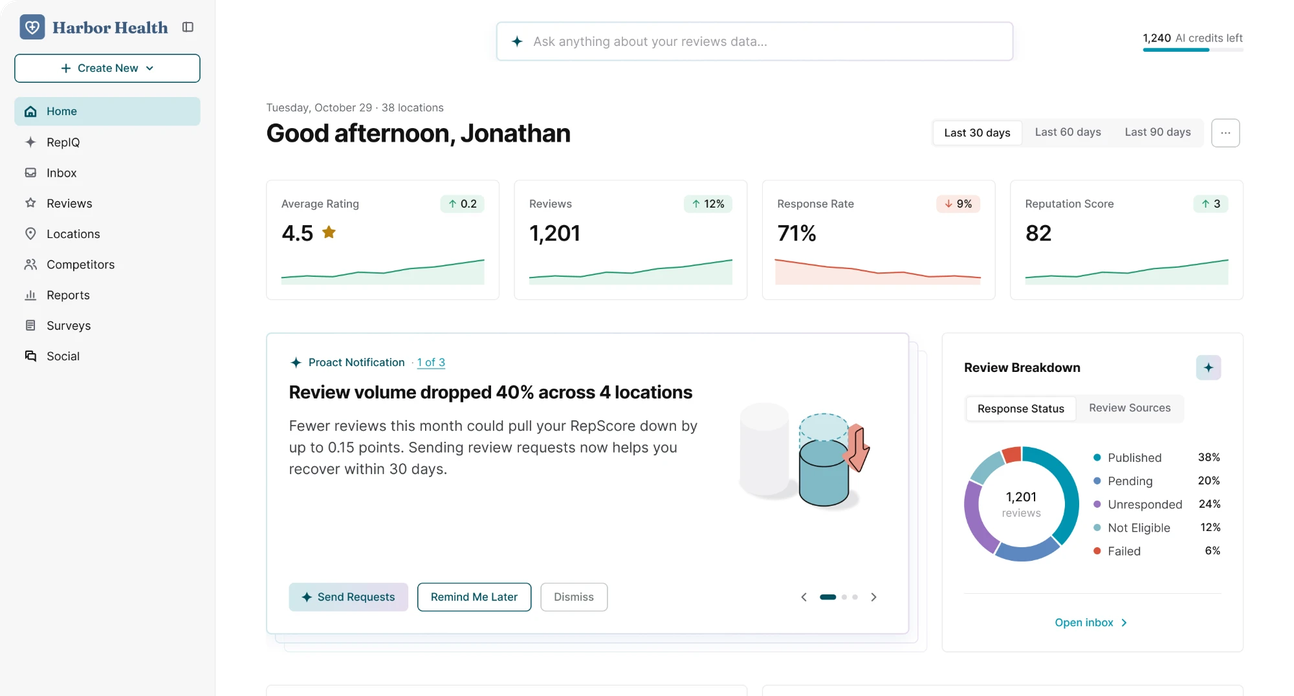 Harbor Health
Create New
Home
RepIQ
Inbox
Reviews
Locations
Competitors
Reports
Surveys
Social
Ask anything about your reviews data...
1,240 AI credits left
Tuesday, October 29 · 38 locations
Good afternoon, Jonathan
Last 30 days
Last 60 days
Last 90 days
...
Average Rating
↑ 0.2
4.5
Reviews
↑ 12%
1,201
Response Rate
↓ 9%
71%
Reputation Score
↑ 3
82
Proact Notification · 1 of 3
Review volume dropped 40% across 4 locations
Fewer reviews this month could pull your RepScore down by
up to 0.15 points. Sending review requests now helps you
recover within 30 days.
Send Requests
Remind Me Later
Dismiss
Review Breakdown
Response Status
Review Sources
1,201
reviews
Published 38%
Pending 20%
Unresponded 24%
Not Eligible 12%
Failed 6%
Open inbox